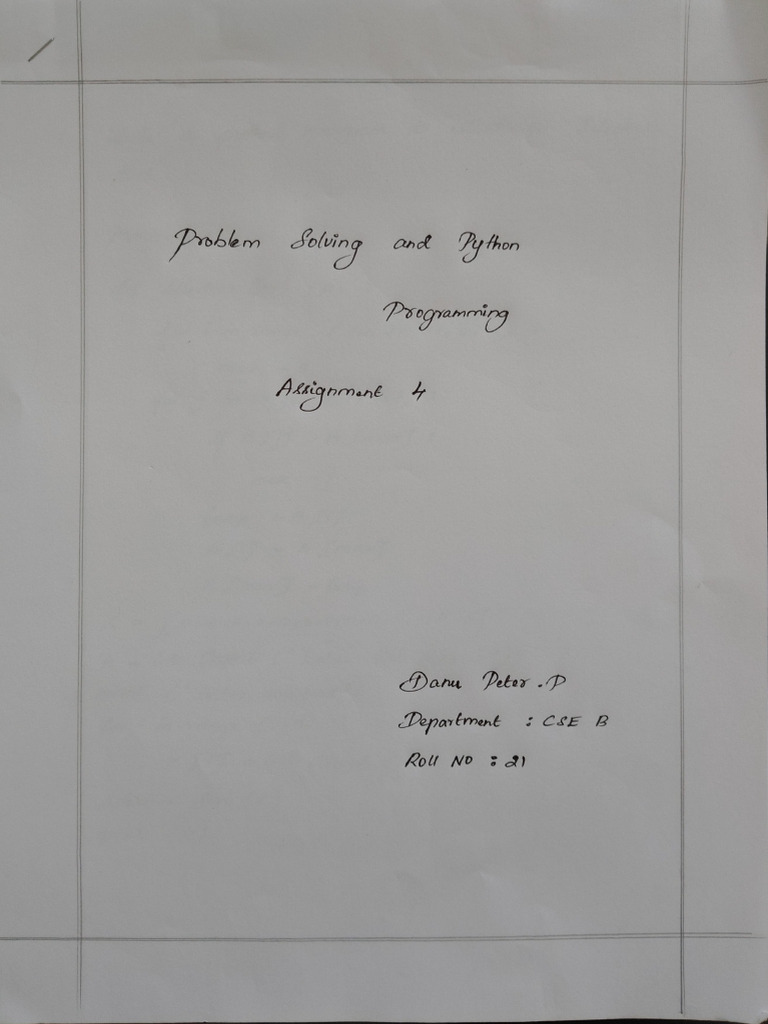 Problem Solving and Python
Programming
Assignment 4
Danu Peter .P
Department : CSE B
Roll NO : 21